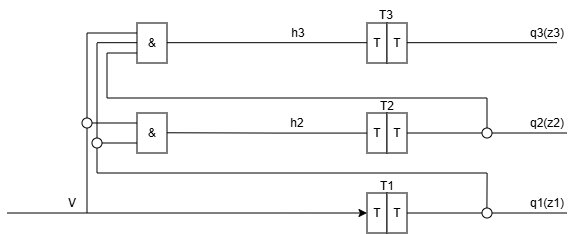 T3
& h3 T T q3(z3)
T2
& h2 T T q2(z2)
T1
V T T q1(z1)